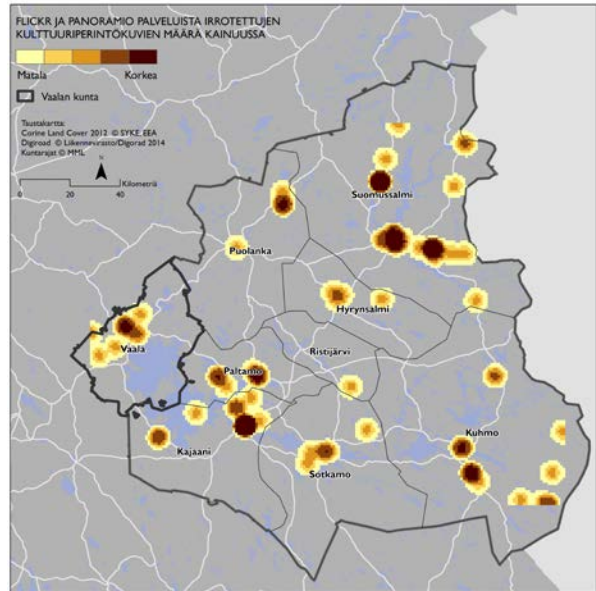 FLICKR JA PANORAMIO PALVELUISTA IRROTETTUJEN
KULTTUURIPERINTÖKUVIEN MÄÄRÄ KAINUUSSA
Matala Korkea
Vaalan kunta
Taustakartta:
Corine Land Cover 2012 © SYKE, EEA
Digiroad © Liikennevirasto/Digorad 2014
Kuntarajat © MML
N
Kilometriä
0 20 40
Suomussalmi
Puolanka
Hyrynsalmi
Vaala
Ristijärvi
Paltamo
Kuhmo
Kajaani
Sotkamo